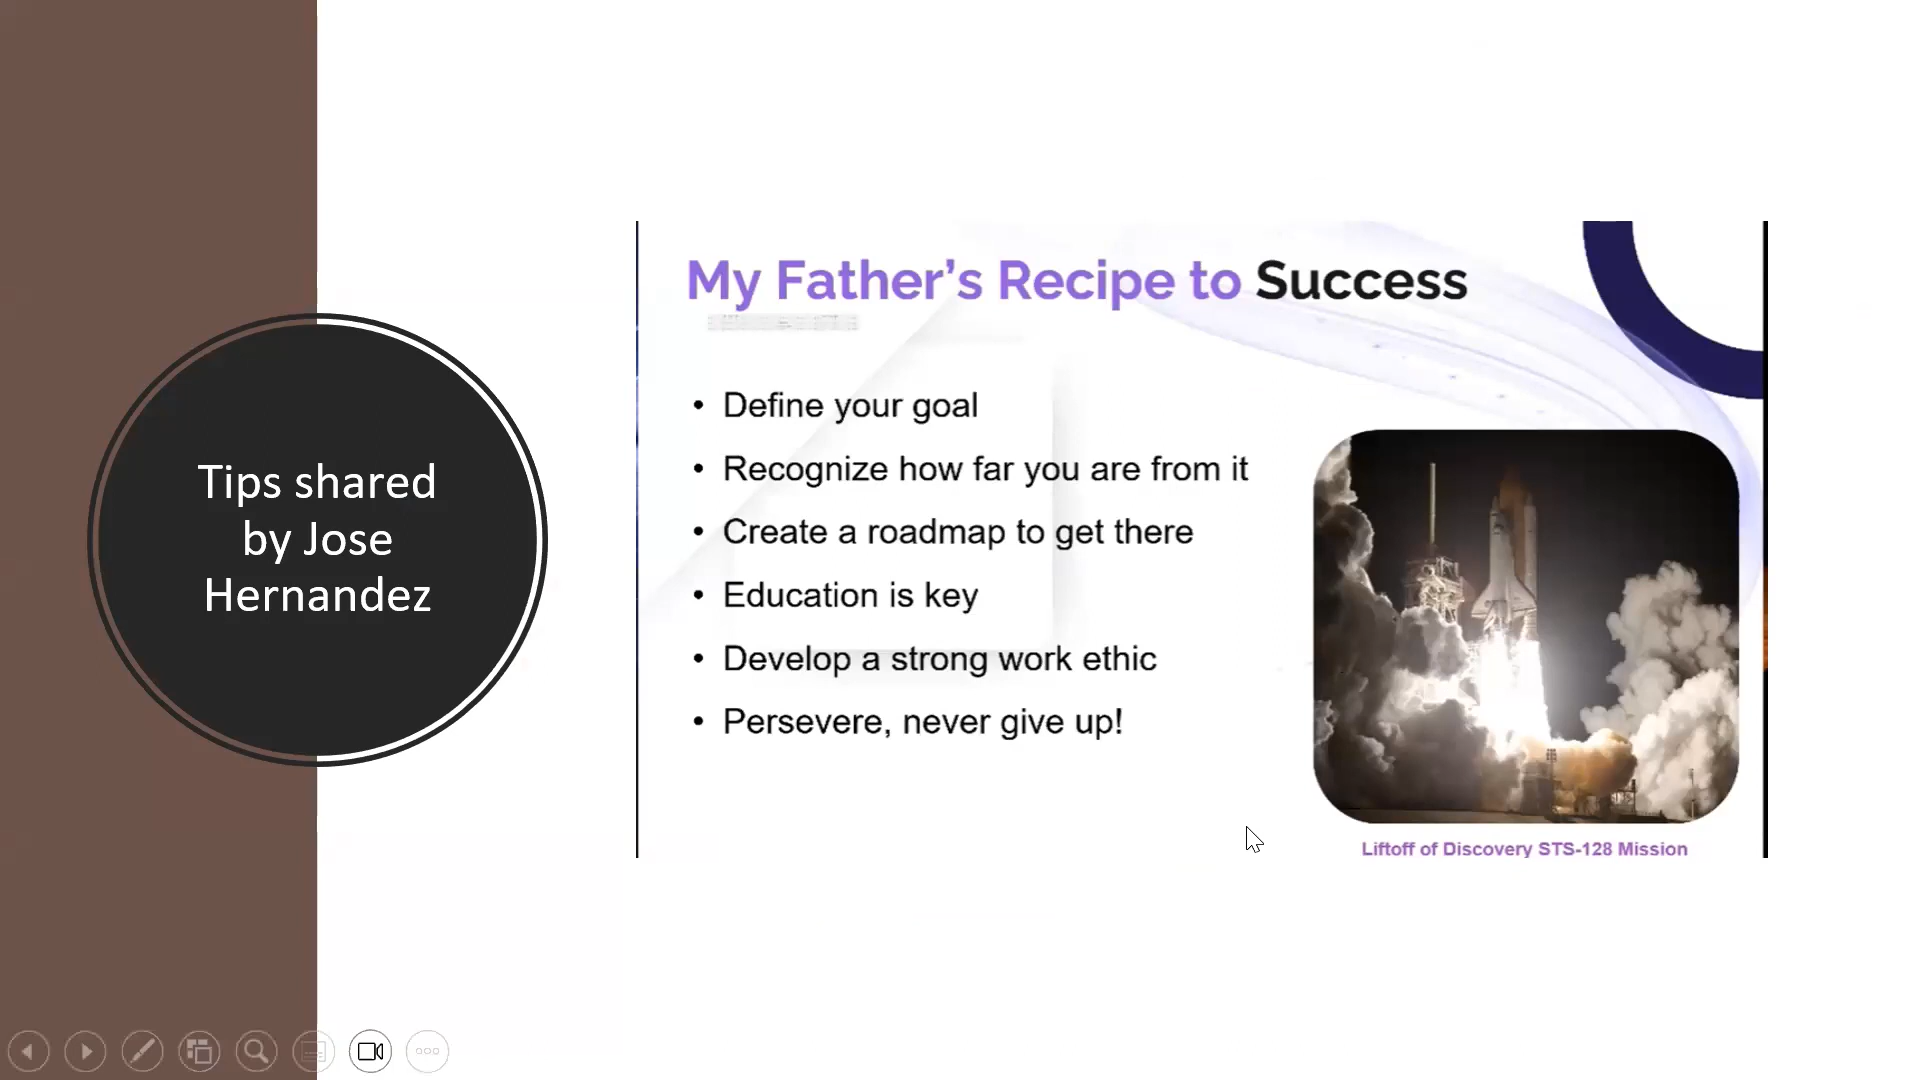 Tips shared
by Jose
Hernandez
My Father’s Recipe to Success
• Define your goal
• Recognize how far you are from it
• Create a roadmap to get there
• Education is key
• Develop a strong work ethic
• Persevere, never give up!
Liftoff of Discovery STS-128 Mission